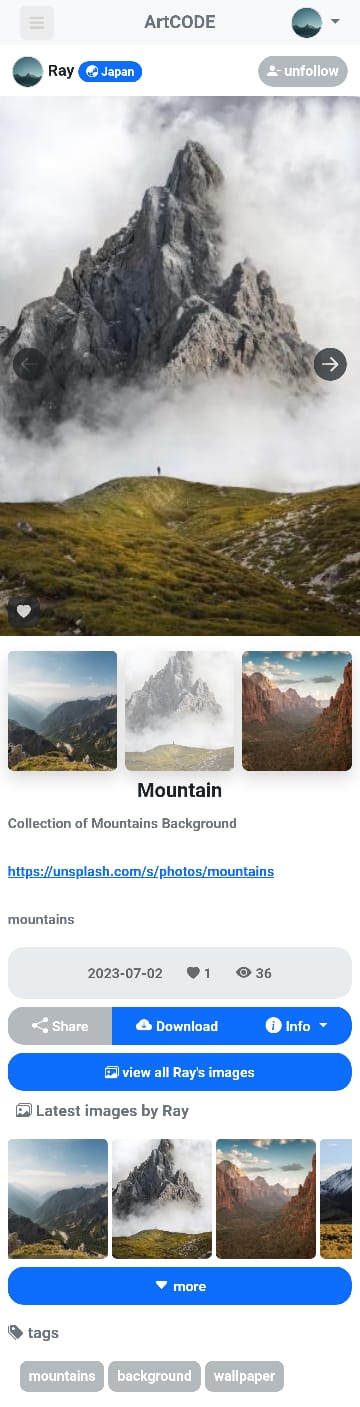 ArtCODE
Ray Japan unfollow
Mountain
Collection of Mountains Background
https://unsplash.com/s/photos/mountains
mountains
2023-07-02 1 36
Share Download Info
view all Ray's images
Latest images by Ray
more
tags
mountains background wallpaper